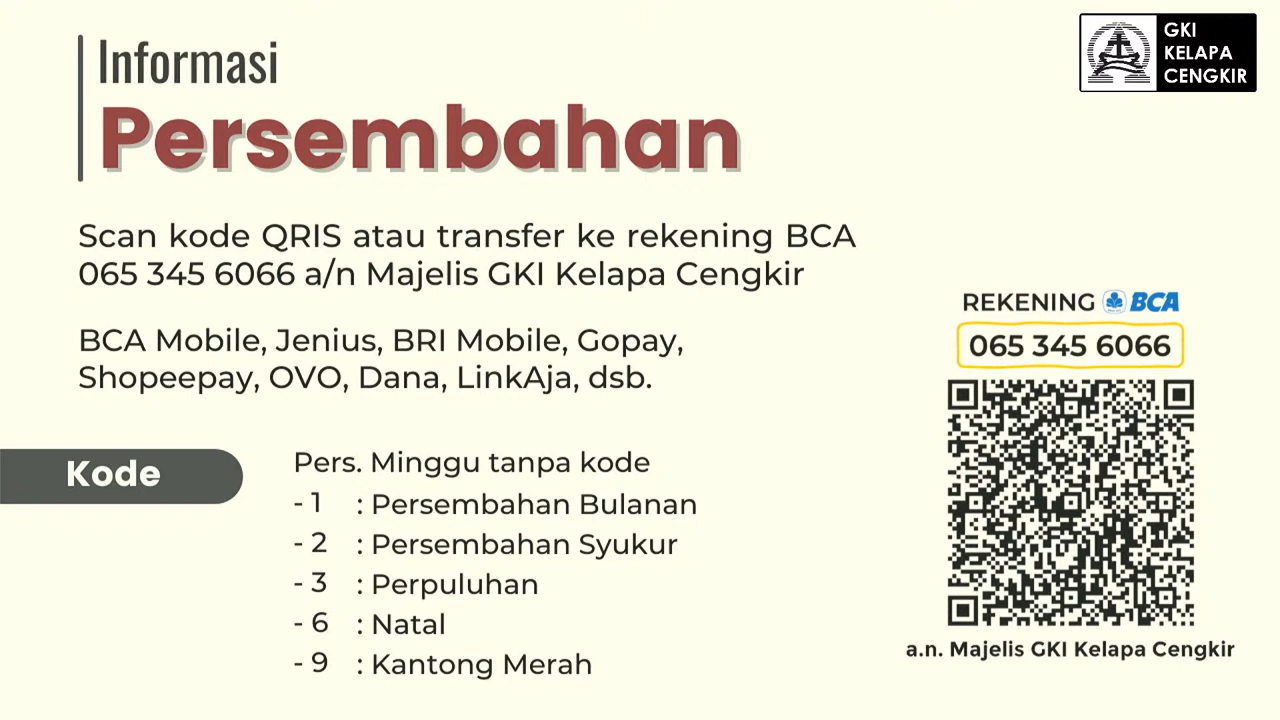 Informasi
Persembahan
GKI
KELAPA
CENGKIR
Scan kode QRIS atau transfer ke rekening BCA
065 345 6066 a/n Majelis GKI Kelapa Cengkir
BCA Mobile, Jenius, BRI Mobile, Gopay,
Shopeepay, OVO, Dana, LinkAja, dsb.
Kode
Pers. Minggu tanpa kode
- 1 : Persembahan Bulanan
- 2 : Persembahan Syukur
- 3 : Perpuluhan
- 6 : Natal
- 9 : Kantong Merah
REKENING BCA
065 345 6066
a.n. Majelis GKI Kelapa Cengkir